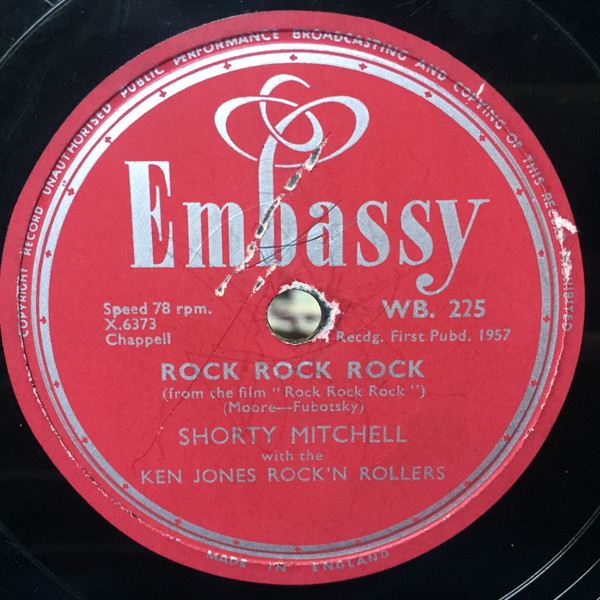 COPYRIGHT RECORD UNAUTHORISED PUBLIC PERFORMANCE BROADCASTING AND COPYING OF THIS RECORD PROHIBITED
Embassy
Speed 78 rpm.
X.6373
Chappell
WB. 225
Recdg. First Pubd. 1957
ROCK ROCK ROCK
(from the film "Rock Rock Rock")
(Moore—Fubotsky)
SHORTY MITCHELL
with the
KEN JONES ROCK'N ROLLERS
MADE IN ENGLAND